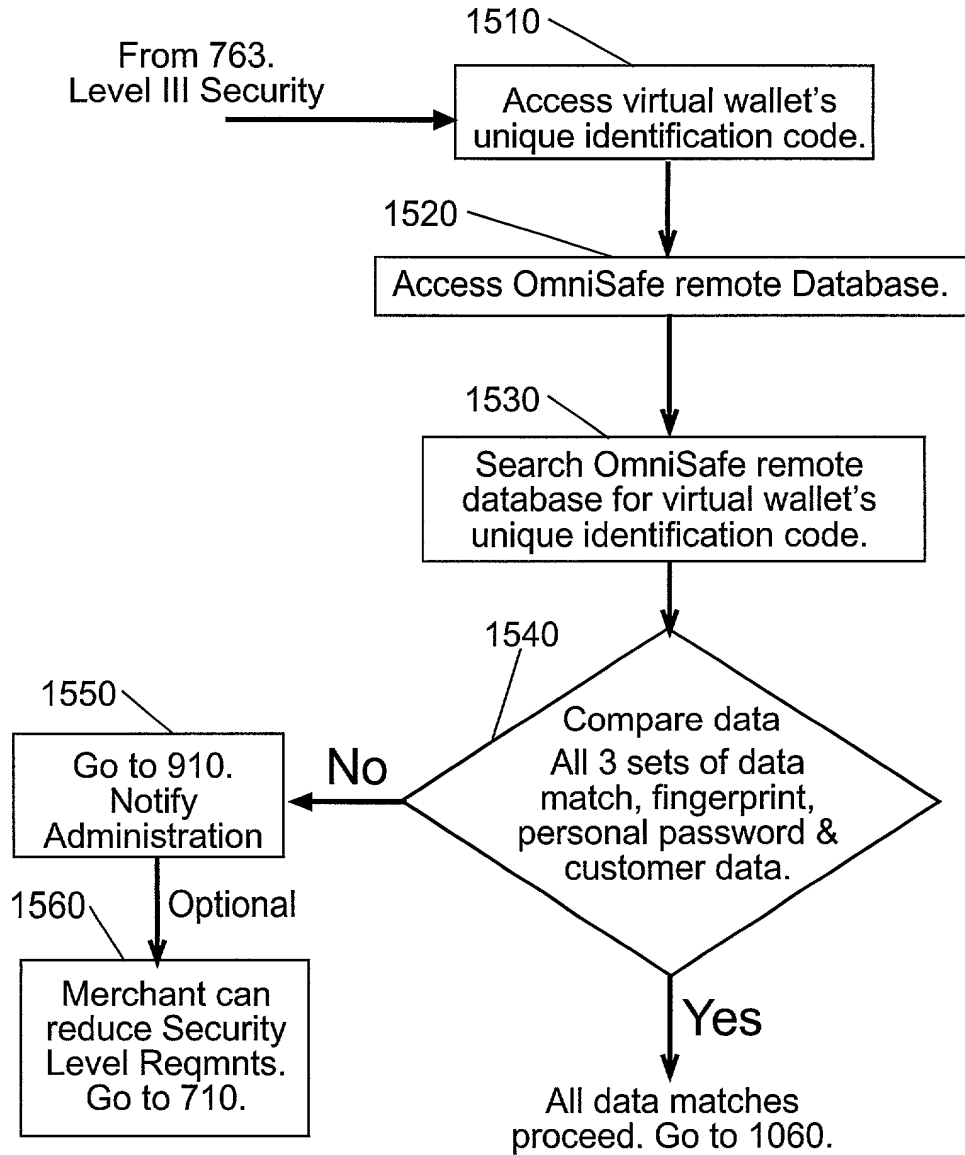 1510
From 763.
Level III Security
Access virtual wallet's
unique identification code.
1520
Access OmniSafe remote Database.
1530
Search OmniSafe remote
database for virtual wallet's
unique identification code.
1540
Compare data
All 3 sets of data
match, fingerprint,
personal password &
customer data.
No
1550
Go to 910.
Notify
Administration
Optional
1560
Merchant can
reduce Security
Level Reqmnts.
Go to 710.
Yes
All data matches
proceed. Go to 1060.